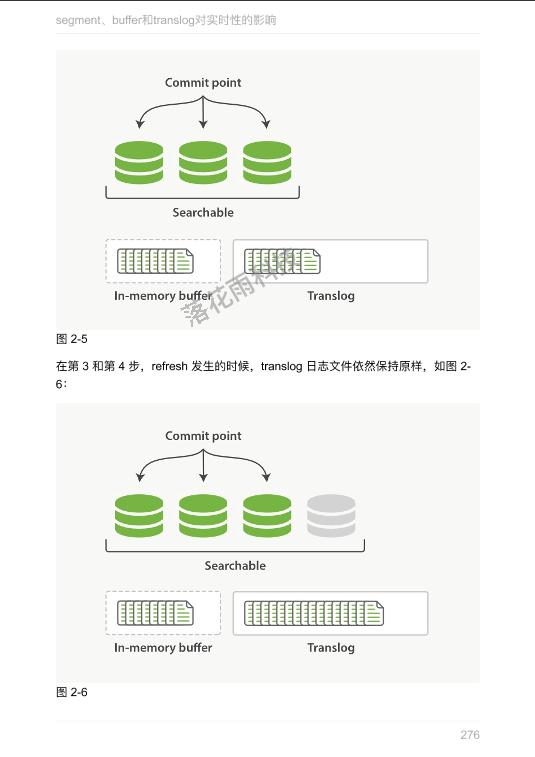 segment、buffer和translog对实时性的影响
Commit point
Searchable
In-memory buffer
Translog
落花雨科技
图 2-5
在第 3 和第 4 步，refresh 发生的时候，translog 日志文件依然保持原样，如图 2-
6：
Commit point
Searchable
In-memory buffer
Translog
图 2-6
276